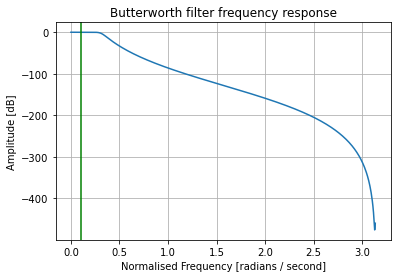 Butterworth filter frequency response
Amplitude [dB]
0
−100
−200
−300
−400
0.0 0.5 1.0 1.5 2.0 2.5 3.0
Normalised Frequency [radians / second]